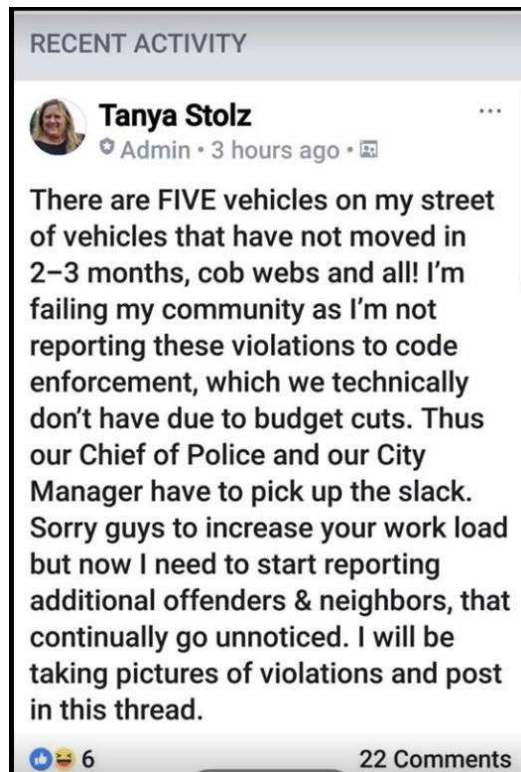 RECENT ACTIVITY
Tanya Stolz
Admin • 3 hours ago •
There are FIVE vehicles on my street
of vehicles that have not moved in
2–3 months, cob webs and all! I'm
failing my community as I'm not
reporting these violations to code
enforcement, which we technically
don't have due to budget cuts. Thus
our Chief of Police and our City
Manager have to pick up the slack.
Sorry guys to increase your work load
but now I need to start reporting
additional offenders & neighbors, that
continually go unnoticed. I will be
taking pictures of violations and post
in this thread.
6 22 Comments